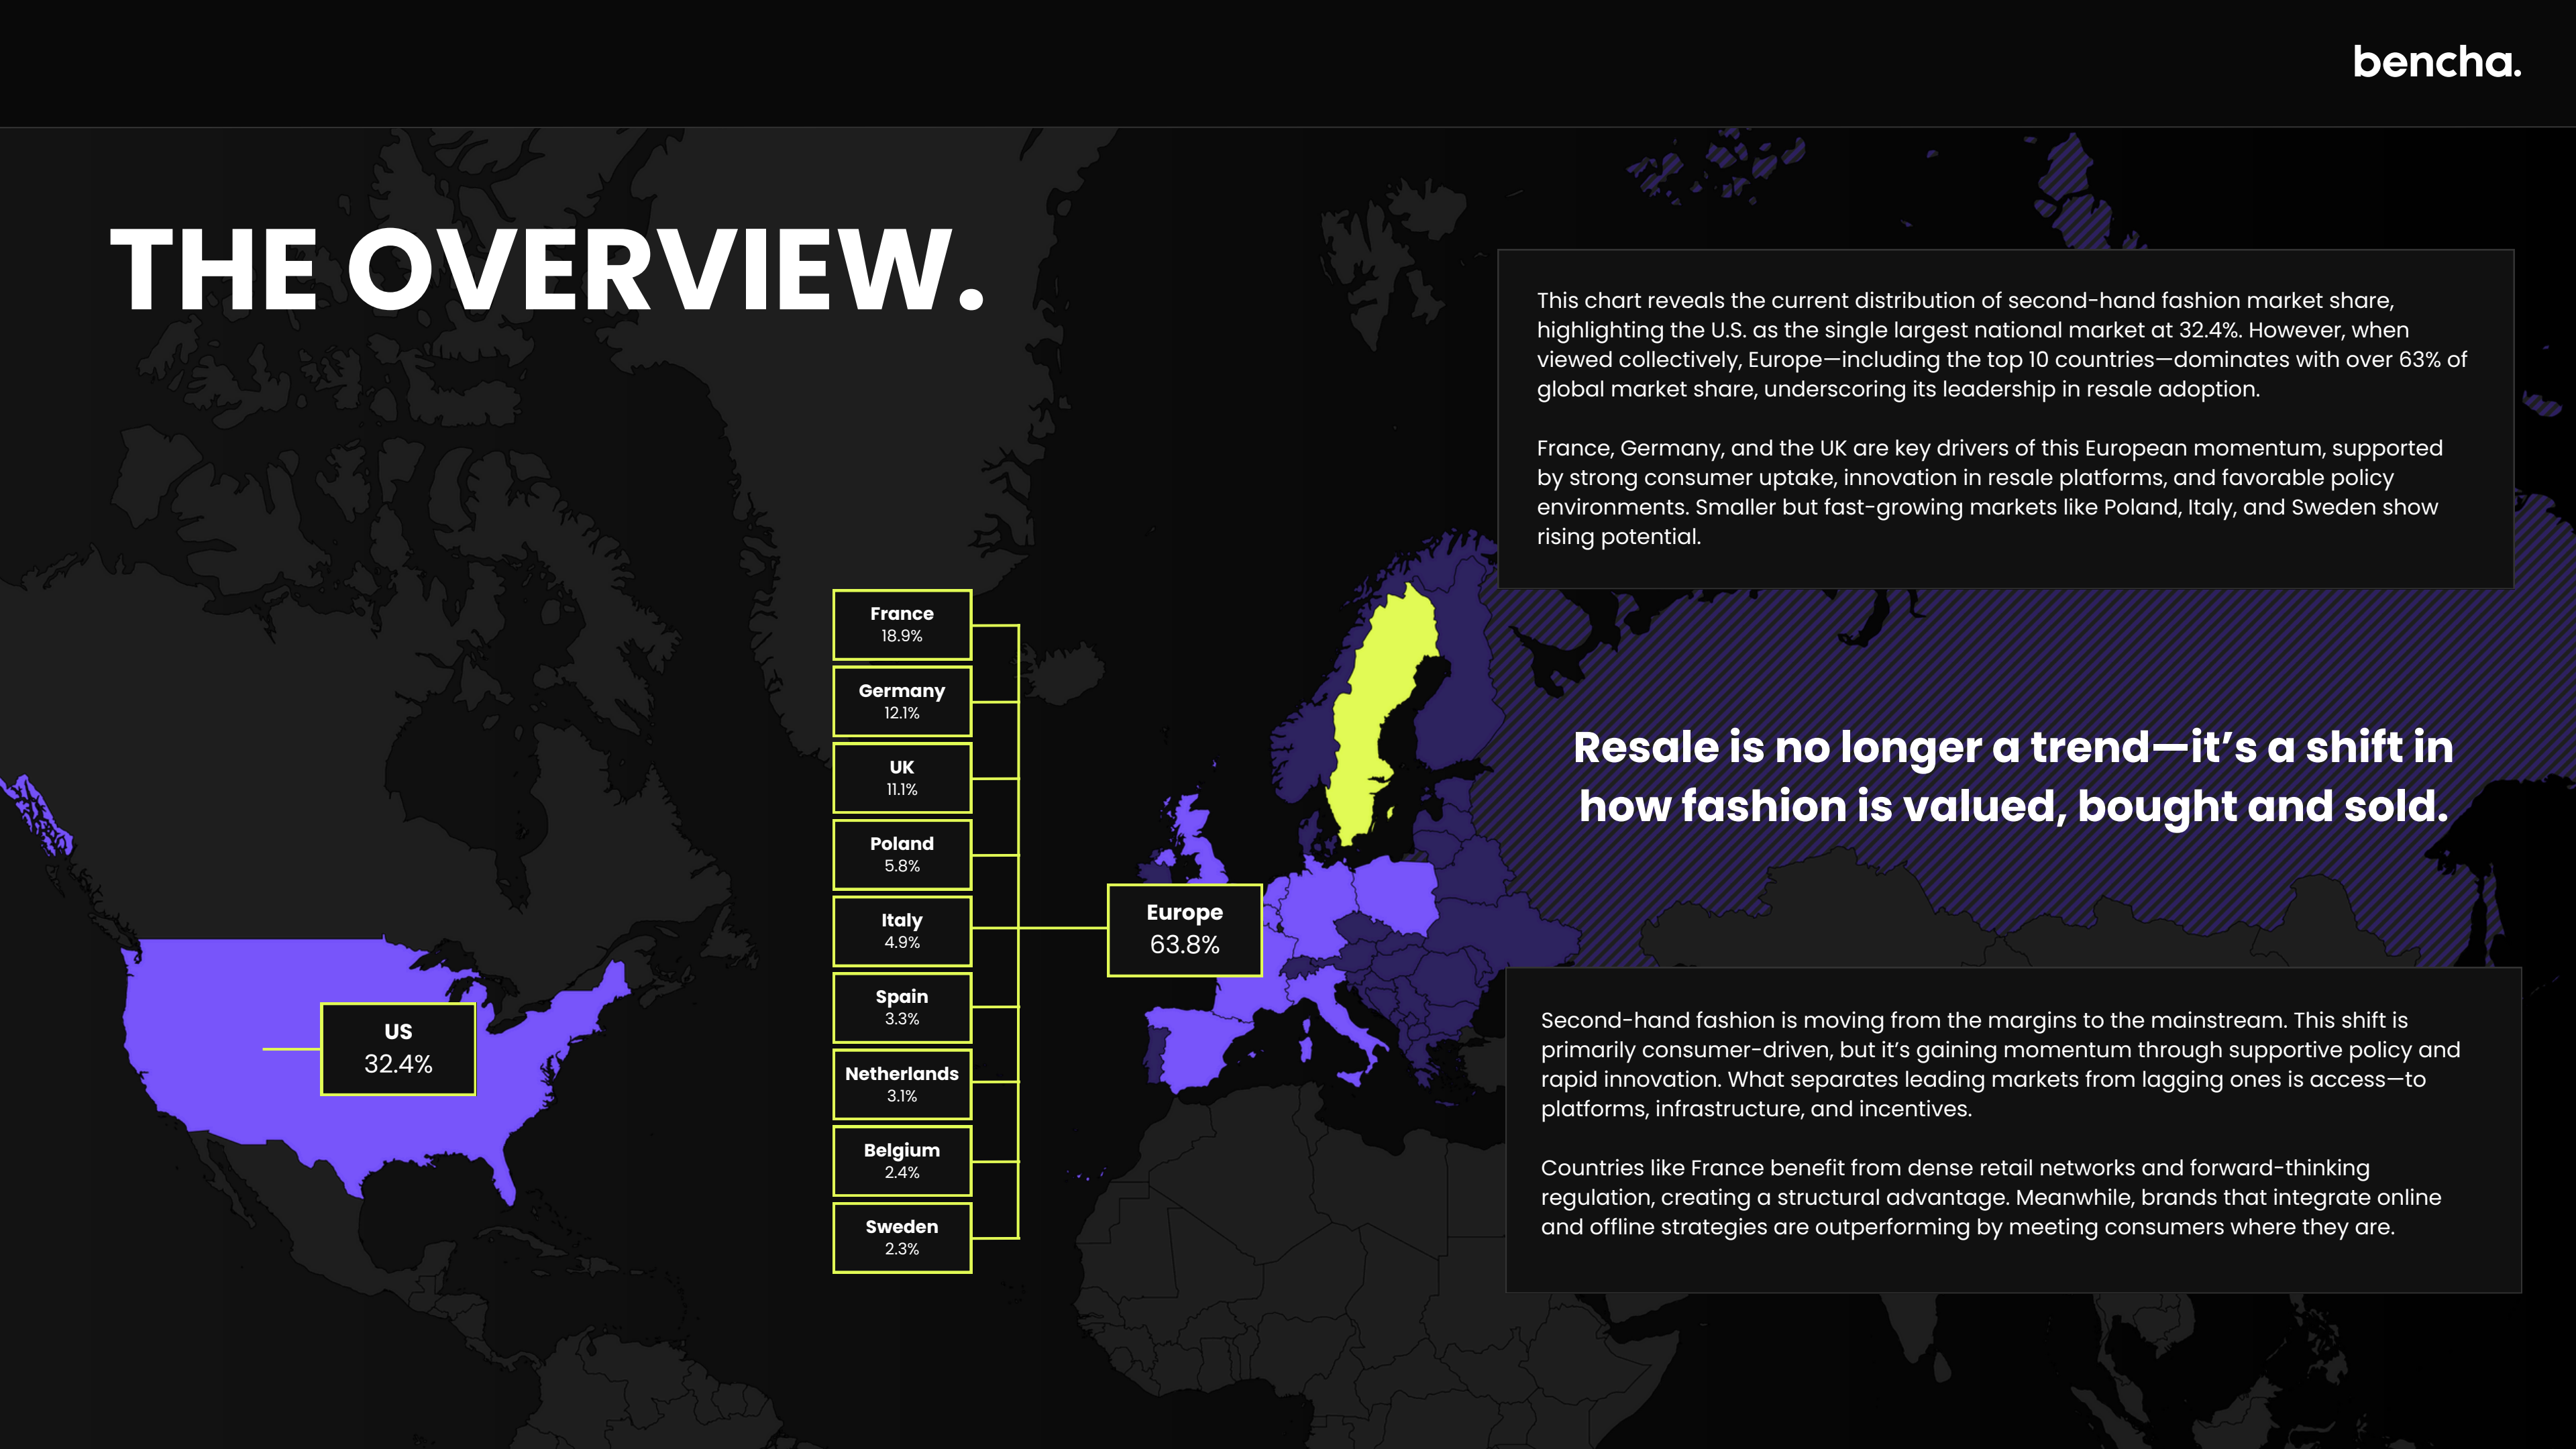 bencha.
THE OVERVIEW.
This chart reveals the current distribution of second-hand fashion market share,
highlighting the U.S. as the single largest national market at 32.4%. However, when
viewed collectively, Europe—including the top 10 countries—dominates with over 63% of
global market share, underscoring its leadership in resale adoption.
France, Germany, and the UK are key drivers of this European momentum, supported
by strong consumer uptake, innovation in resale platforms, and favorable policy
environments. Smaller but fast-growing markets like Poland, Italy, and Sweden show
rising potential.
France
18.9%
Germany
12.1%
UK
11.1%
Poland
5.8%
Italy
4.9%
Spain
3.3%
Netherlands
3.1%
Belgium
2.4%
Sweden
2.3%
Europe
63.8%
US
32.4%
Resale is no longer a trend—it’s a shift in
how fashion is valued, bought and sold.
Second-hand fashion is moving from the margins to the mainstream. This shift is
primarily consumer-driven, but it’s gaining momentum through supportive policy and
rapid innovation. What separates leading markets from lagging ones is access—to
platforms, infrastructure, and incentives.
Countries like France benefit from dense retail networks and forward-thinking
regulation, creating a structural advantage. Meanwhile, brands that integrate online
and offline strategies are outperforming by meeting consumers where they are.